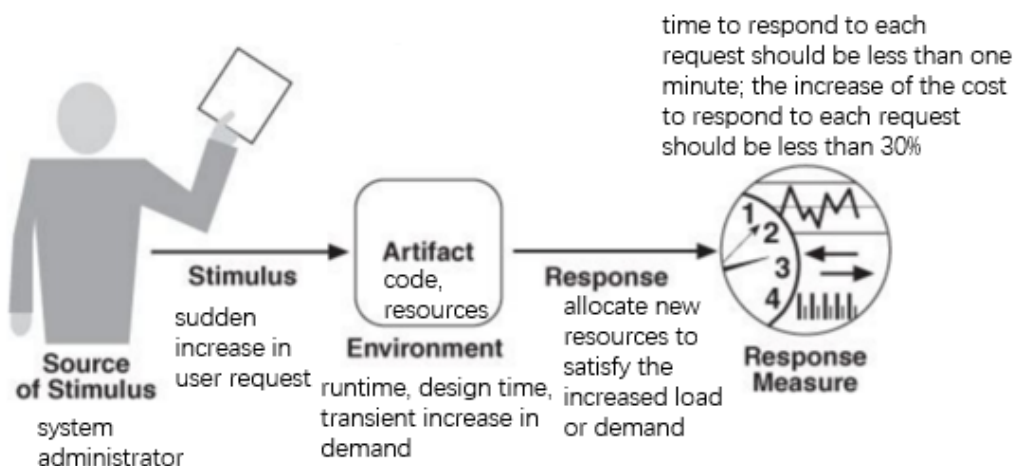 time to respond to each
request should be less than one
minute; the increase of the cost
to respond to each request
should be less than 30%
Source
of Stimulus
system
administrator
Stimulus
sudden
increase in
user request
Artifact
code,
resources
Environment
runtime, design time,
transient increase in
demand
Response
allocate new
resources to
satisfy the
increased load
or demand
1
2
3
4
Response
Measure